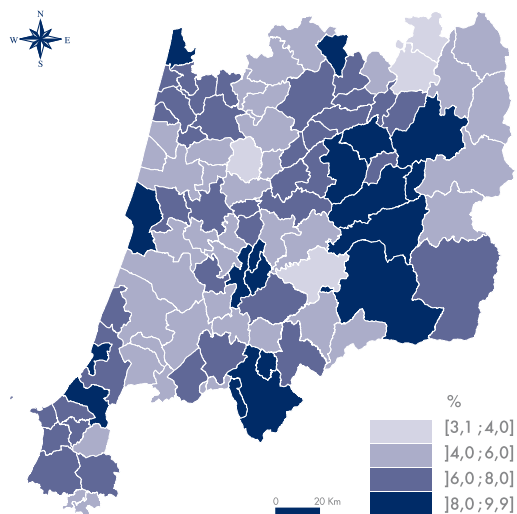 N
W E
S
%
[3,1 ; 4,0]
]4,0 ; 6,0]
]6,0 ; 8,0]
]8,0 ; 9,9]
0 20 Km